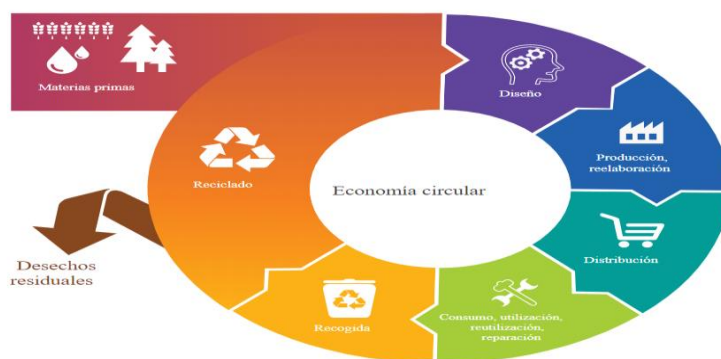 Materias primas
Diseño
Producción,
reelaboración
Reciclado
Economía circular
Distribución
Desechos
residuales
Consumo, utilización,
reutilización,
reparación
Recogida